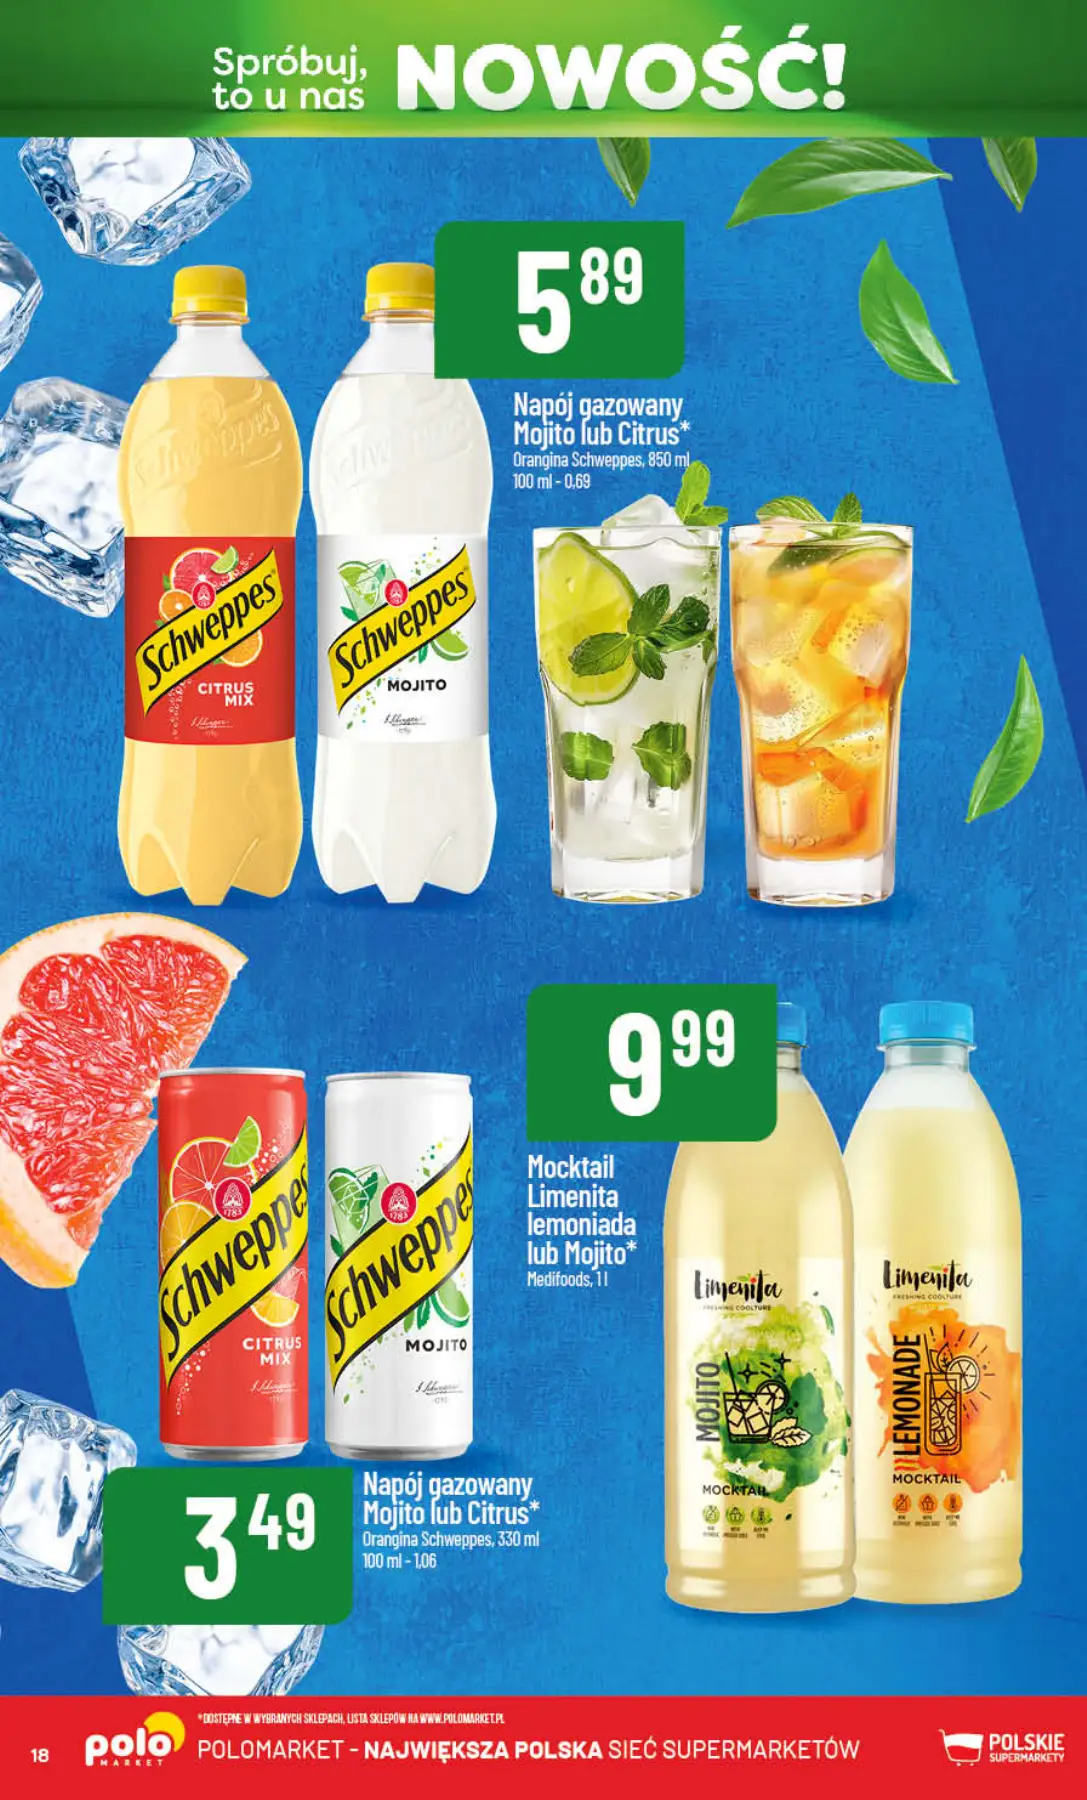 Spróbuj,
to u nas
NOWOŚĆ!
5 89
Napój gazowany
Mojito lub Citrus*
Orangina Schweppes, 850 ml
100 ml - 0,69
Schweppes
CITRUS
MIX
Schweppes
MOJITO
9 99
Mocktail
Limenita
lemoniada
lub Mojito*
Medifoods, 1 l
Limenita
MOJITO
MOCKTAIL
Limenita
LEMONADE
MOCKTAIL
1783
Schweppes
CITRUS
MIX
1783
Schweppes
MOJITO
3 49
Napój gazowany
Mojito lub Citrus*
Orangina Schweppes, 330 ml
100 ml - 1,06
*DOSTĘPNE W WYBRANYCH SKLEPACH, LISTA SKLEPÓW NA WWW.POLOMARKET.PL
18
polo
MARKET
POLOMARKET - NAJWIĘKSZA POLSKA SIEĆ SUPERMARKETÓW
POLSKIE
SUPERMARKETY